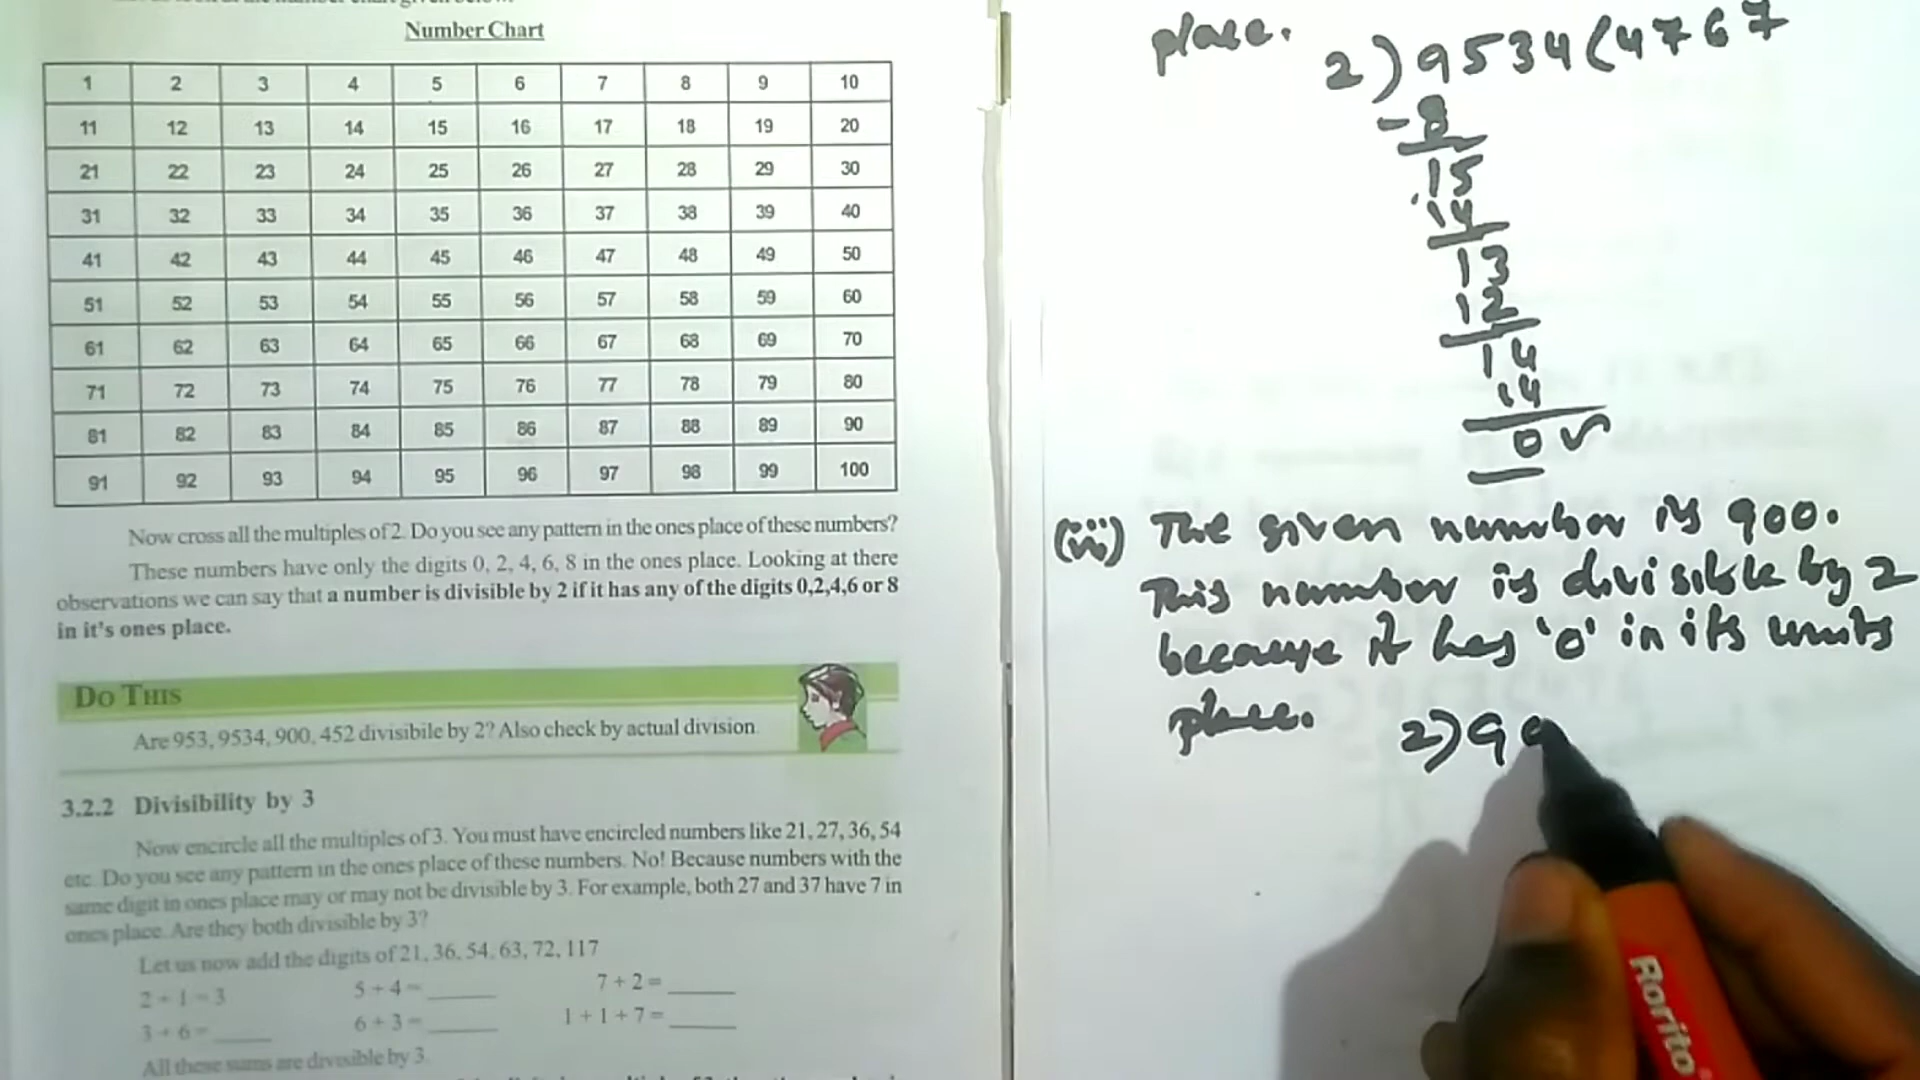 Number Chart
1 2 3 4 5 6 7 8 9 10
11 12 13 14 15 16 17 18 19 20
21 22 23 24 25 26 27 28 29 30
31 32 33 34 35 36 37 38 39 40
41 42 43 44 45 46 47 48 49 50
51 52 53 54 55 56 57 58 59 60
61 62 63 64 65 66 67 68 69 70
71 72 73 74 75 76 77 78 79 80
81 82 83 84 85 86 87 88 89 90
91 92 93 94 95 96 97 98 99 100
Now cross all the multiples of 2. Do you see any pattern in the ones place of these numbers?
These numbers have only the digits 0, 2, 4, 6, 8 in the ones place. Looking at there
observations we can say that a number is divisible by 2 if it has any of the digits 0,2,4,6 or 8
in it's ones place.
DO THIS
Are 953, 9534, 900, 452 divisibile by 2? Also check by actual division
3.2.2 Divisibility by 3
Now encircle all the multiples of 3. You must have encircled numbers like 21, 27, 36, 54
etc. Do you see any pattern in the ones place of these numbers. No! Because numbers with the
same digit in ones place may or may not be divisible by 3. For example, both 27 and 37 have 7 in
ones place. Are they both divisible by 3?
Let us now add the digits of 21, 36, 54, 63, 72, 117
2 + 1 = 3 5 + 4 = ______ 7 + 2 = ______
3 + 6 = ______ 6 + 3 = ______ 1 + 1 + 7 = ______
All these sums are divisible by 3.
place.
2)9534(4767
-8
15
14
13
12
14
14
0
(iii) The given number is 900.
This number is divisible by 2
because it has '0' in its units
place. 2)90
Rorito